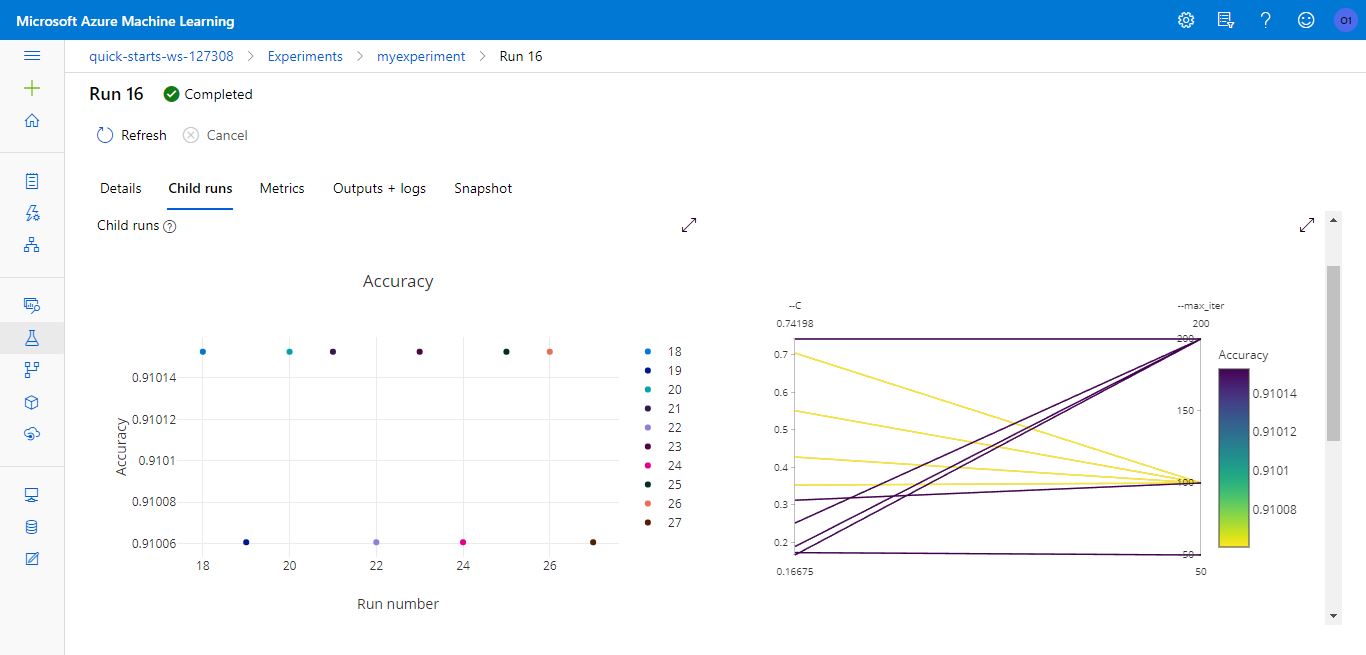 Microsoft Azure Machine Learning
O1
quick-starts-ws-127308 > Experiments > myexperiment > Run 16
Run 16 Completed
Refresh Cancel
Details Child runs Metrics Outputs + logs Snapshot
Child runs
Accuracy
0.91014
0.91012
0.9101
0.91008
0.91006
Accuracy
18 20 22 24 26
Run number
18
19
20
21
22
23
24
25
26
27
--C
0.74198
0.7
0.6
0.5
0.4
0.3
0.2
0.16675
--max_iter
200
200
150
100
50
50
Accuracy
0.91014
0.91012
0.9101
0.91008